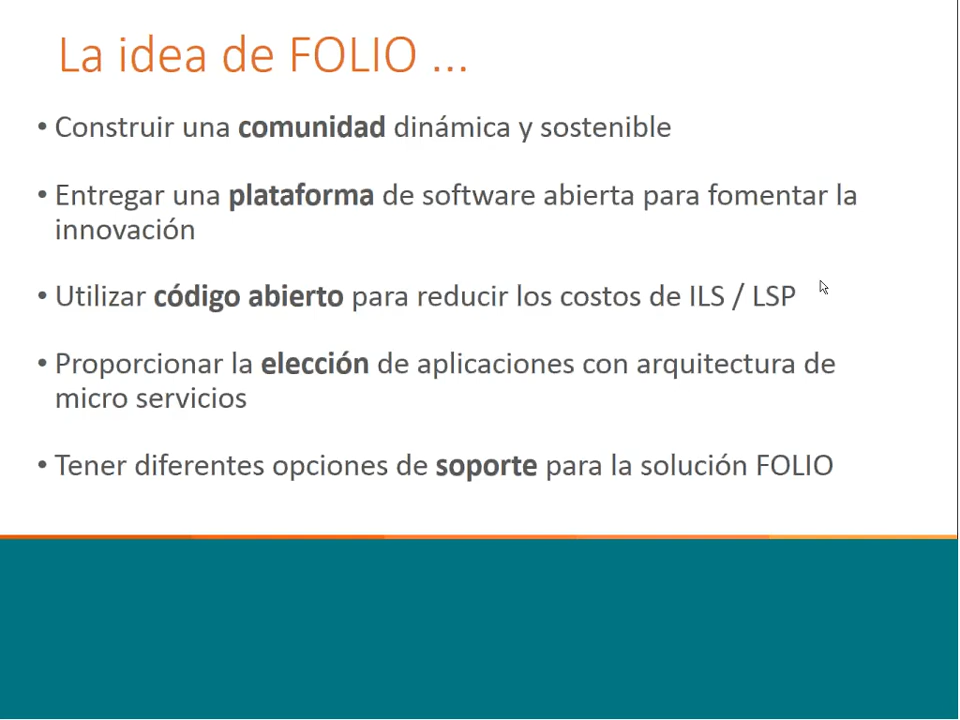 La idea de FOLIO ...
• Construir una comunidad dinámica y sostenible
• Entregar una plataforma de software abierta para fomentar la
innovación
• Utilizar código abierto para reducir los costos de ILS / LSP
• Proporcionar la elección de aplicaciones con arquitectura de
micro servicios
• Tener diferentes opciones de soporte para la solución FOLIO